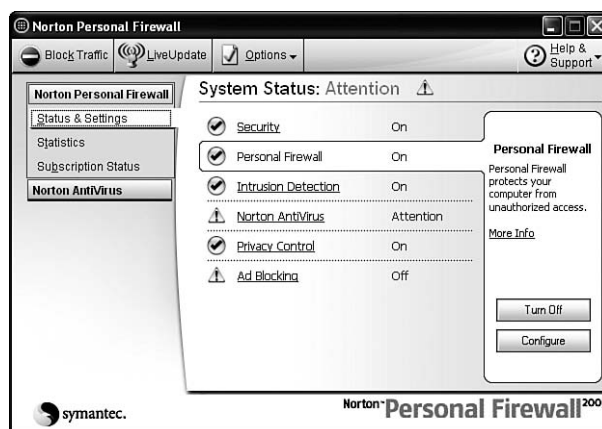 Norton Personal Firewall
Block Traffic LiveUpdate Options Help & Support
Norton Personal Firewall
Status & Settings
Statistics
Subscription Status
Norton AntiVirus
System Status: Attention
Security On
Personal Firewall On
Intrusion Detection On
Norton AntiVirus Attention
Privacy Control On
Ad Blocking Off
Personal Firewall
Personal Firewall
protects your
computer from
unauthorized access.
More Info
Turn Off
Configure
symantec.
Norton™ Personal Firewall 200